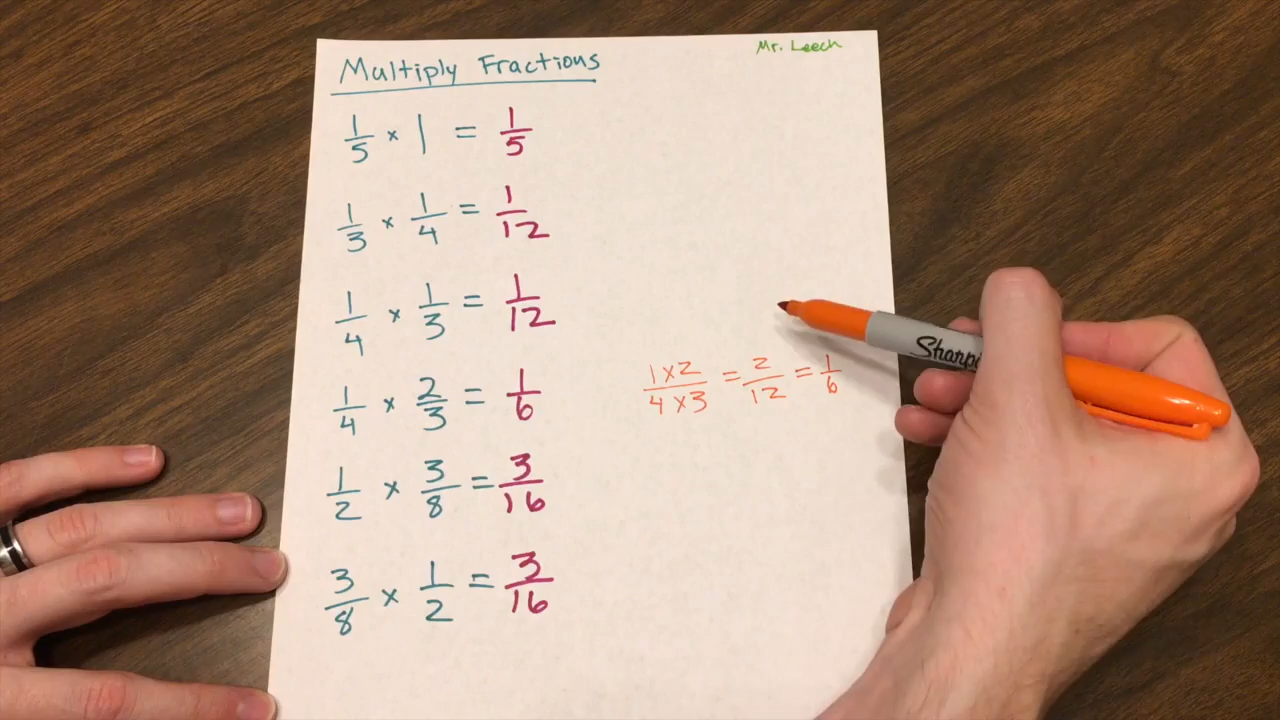 Multiply Fractions
Mr. Leech
1/5 × 1 = 1/5
1/3 × 1/4 = 1/12
1/4 × 1/3 = 1/12
1/4 × 2/3 = 1/6
1×2/4×3 = 2/12 = 1/6
1/2 × 3/8 = 3/16
3/8 × 1/2 = 3/16